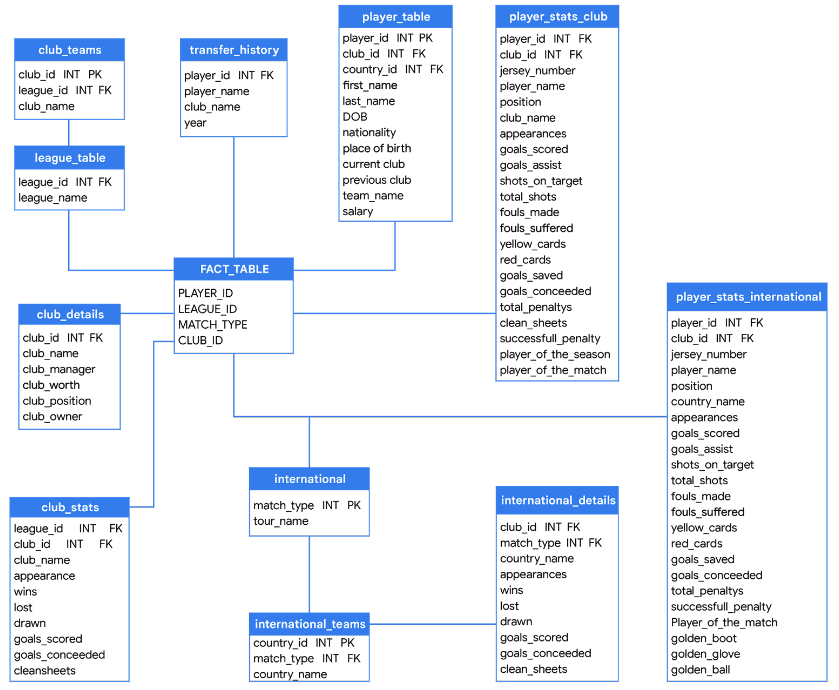 club_teams
club_id INT PK
league_id INT FK
club_name
transfer_history
player_id INT FK
player_name
club_name
year
player_table
player_id INT PK
club_id INT FK
country_id INT FK
first_name
last_name
DOB
nationality
place of birth
current club
previous club
team_name
salary
player_stats_club
player_id INT FK
club_id INT FK
jersey_number
player_name
position
club_name
appearances
goals_scored
goals_assist
shots_on_target
total_shots
fouls_made
fouls_suffered
yellow_cards
red_cards
goals_saved
goals_conceeded
total_penaltys
clean_sheets
successfull_penalty
player_of_the_season
player_of_the_match
league_table
league_id INT FK
league_name
FACT_TABLE
PLAYER_ID
LEAGUE_ID
MATCH_TYPE
CLUB_ID
club_details
club_id INT FK
club_name
club_manager
club_worth
club_position
club_owner
player_stats_international
player_id INT FK
club_id INT FK
jersey_number
player_name
position
country_name
appearances
goals_scored
goals_assist
shots_on_target
total_shots
fouls_made
fouls_suffered
yellow_cards
red_cards
goals_saved
goals_conceeded
total_penaltys
successfull_penalty
Player_of_the_match
golden_boot
golden_glove
golden_ball
club_stats
league_id INT FK
club_id INT FK
club_name
appearance
wins
lost
drawn
goals_scored
goals_conceeded
cleansheets
international
match_type INT PK
tour_name
international_teams
country_id INT PK
match_type INT FK
country_name
international_details
club_id INT FK
match_type INT FK
country_name
appearances
wins
lost
drawn
goals_scored
goals_conceeded
clean_sheets